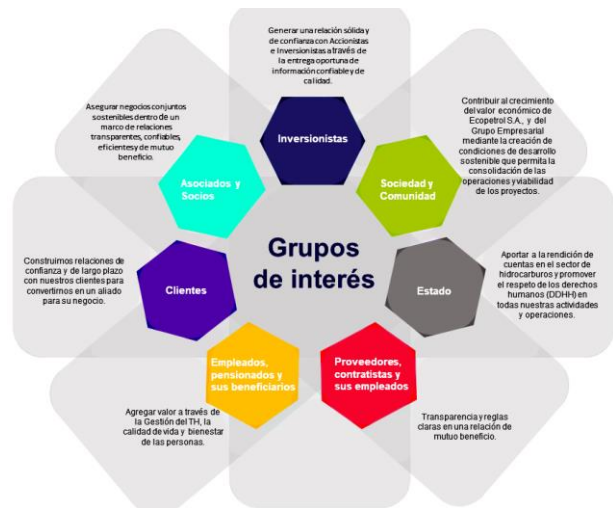 Generar una relación sólida y
de confianza con Accionistas
e Inversionistas a través de
la entrega oportuna de
información confiable y de
calidad.
Inversionistas
Asegurar negocios conjuntos
sostenibles dentro de un
marco de relaciones
transparentes, confiables,
eficientes y de mutuo
beneficio.
Asociados y
Socios
Contribuir al crecimiento
del valor económico de
Ecopetrol S.A., y del
Grupo Empresarial
mediante la creación de
condiciones de desarrollo
sostenible que permita la
consolidación de las
operaciones y viabilidad
de los proyectos.
Sociedad y
Comunidad
Grupos
de interés
Construimos relaciones de
confianza y de largo plazo
con nuestros clientes para
convertirnos en un aliado
para su negocio.
Clientes
Estado
Aportar a la rendición de
cuentas en el sector de
hidrocarburos y promover
el respeto de los derechos
humanos (DDHH) en
todas nuestras actividades
y operaciones.
Empleados,
pensionados y
sus beneficiarios
Proveedores,
contratistas y
sus empleados
Agregar valor a través de
la Gestión del TH, la
calidad de vida y bienestar
de las personas.
Transparencia y reglas
claras en una relación de
mutuo beneficio.